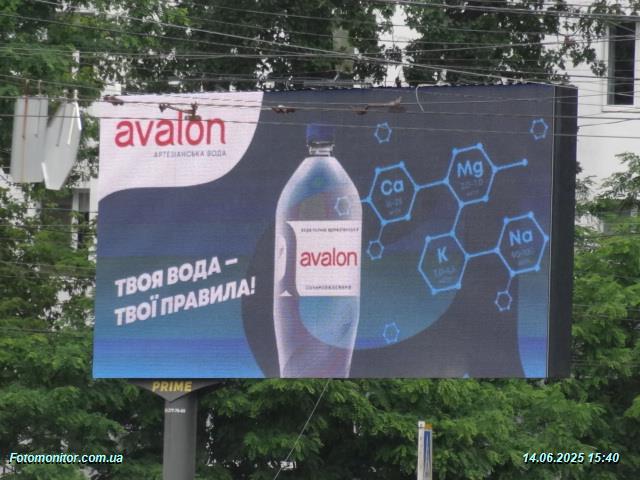 avalon
АРТЕЗІАНСЬКА ВОДА
Ca
Mg
K
Na
avalon
ТВОЯ ВОДА –
ТВОЇ ПРАВИЛА!
PRIME
Fotomonitor.com.ua
14.06.2025 15:40